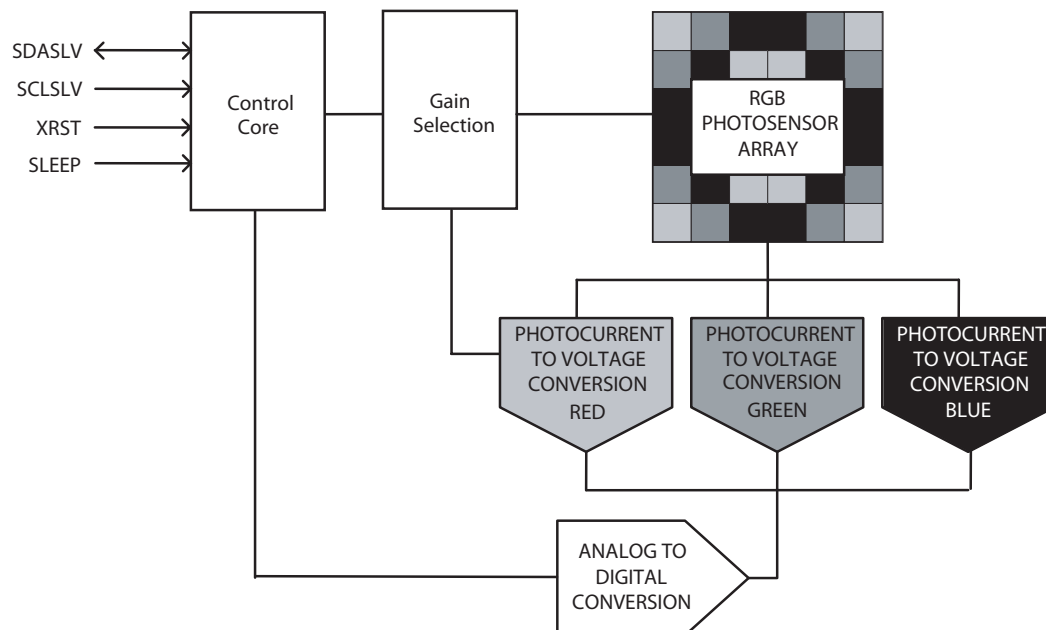 SDASLV
SCLSLV
XRST
SLEEP
Control
Core
Gain
Selection
RGB
PHOTOSENSOR
ARRAY
PHOTOCURRENT
TO VOLTAGE
CONVERSION
RED
PHOTOCURRENT
TO VOLTAGE
CONVERSION
GREEN
PHOTOCURRENT
TO VOLTAGE
CONVERSION
BLUE
ANALOG TO
DIGITAL
CONVERSION